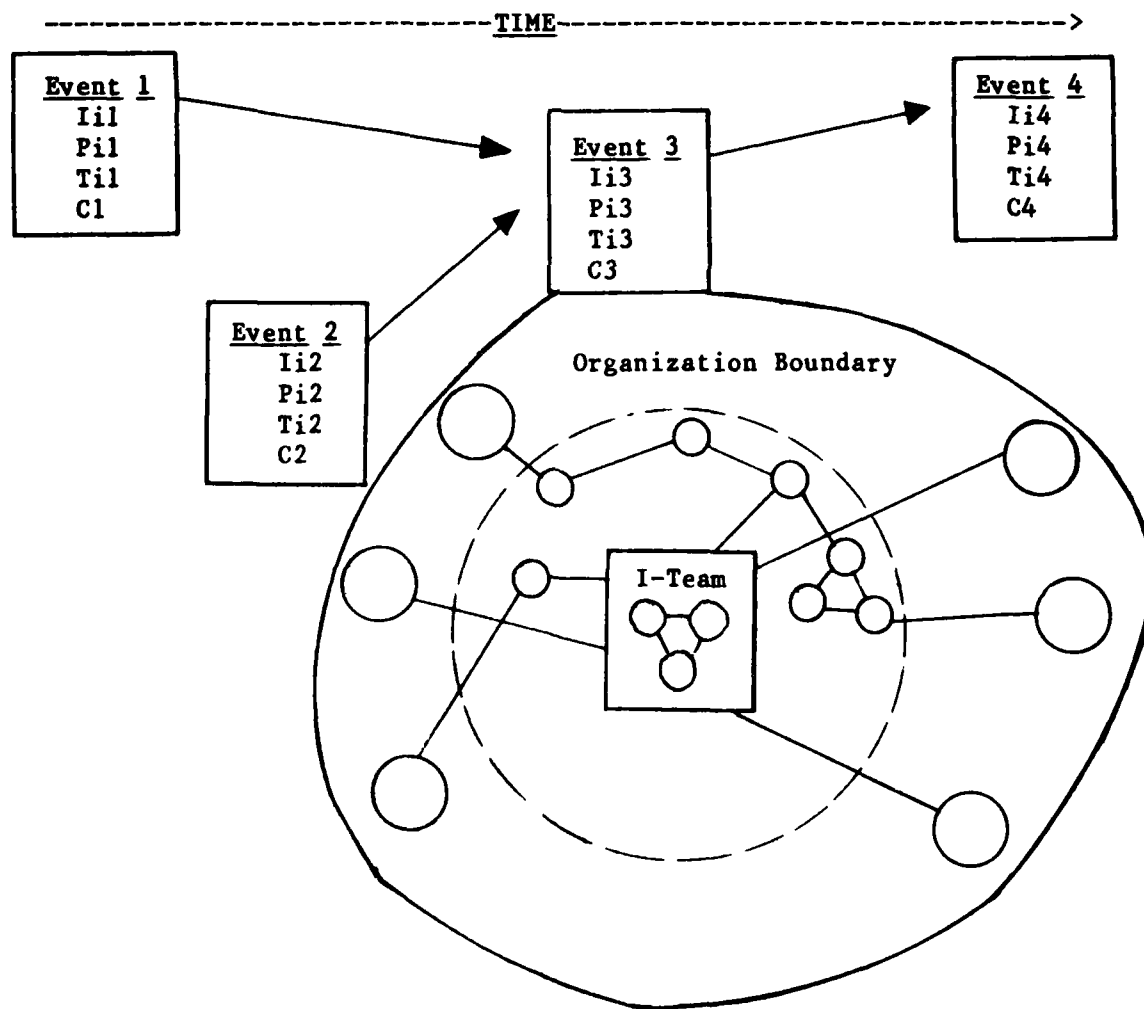 TIME
Event 1
Ii1
Pi1
Ti1
C1
Event 2
Ii2
Pi2
Ti2
C2
Event 3
Ii3
Pi3
Ti3
C3
Event 4
Ii4
Pi4
Ti4
C4
Organization Boundary
I-Team